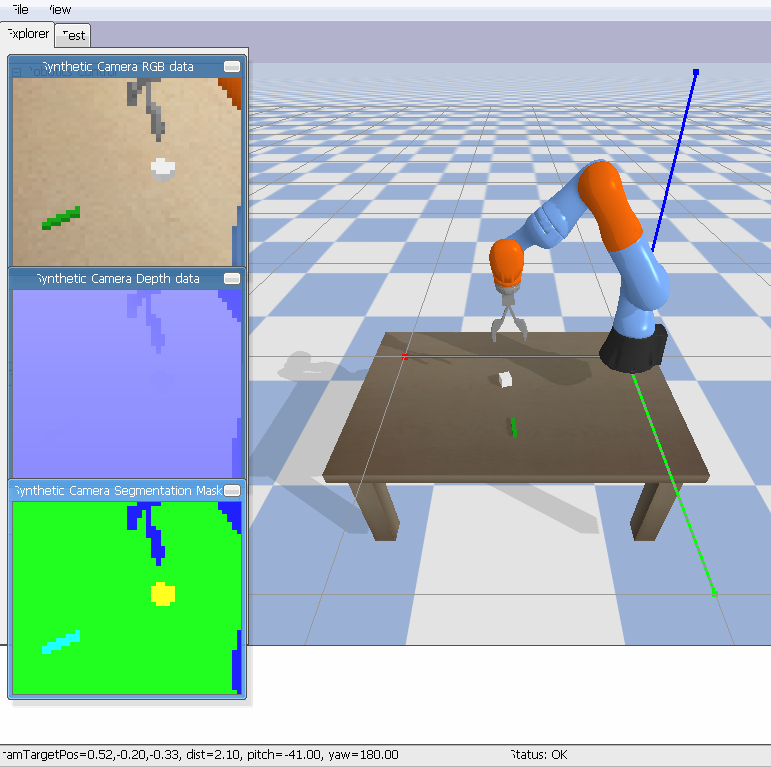 File View
Explorer Test
Synthetic Camera RGB data
Synthetic Camera Depth data
Synthetic Camera Segmentation Mask
amTargetPos=0.52,-0.20,-0.33, dist=2.10, pitch=-41.00, yaw=180.00 Status: OK